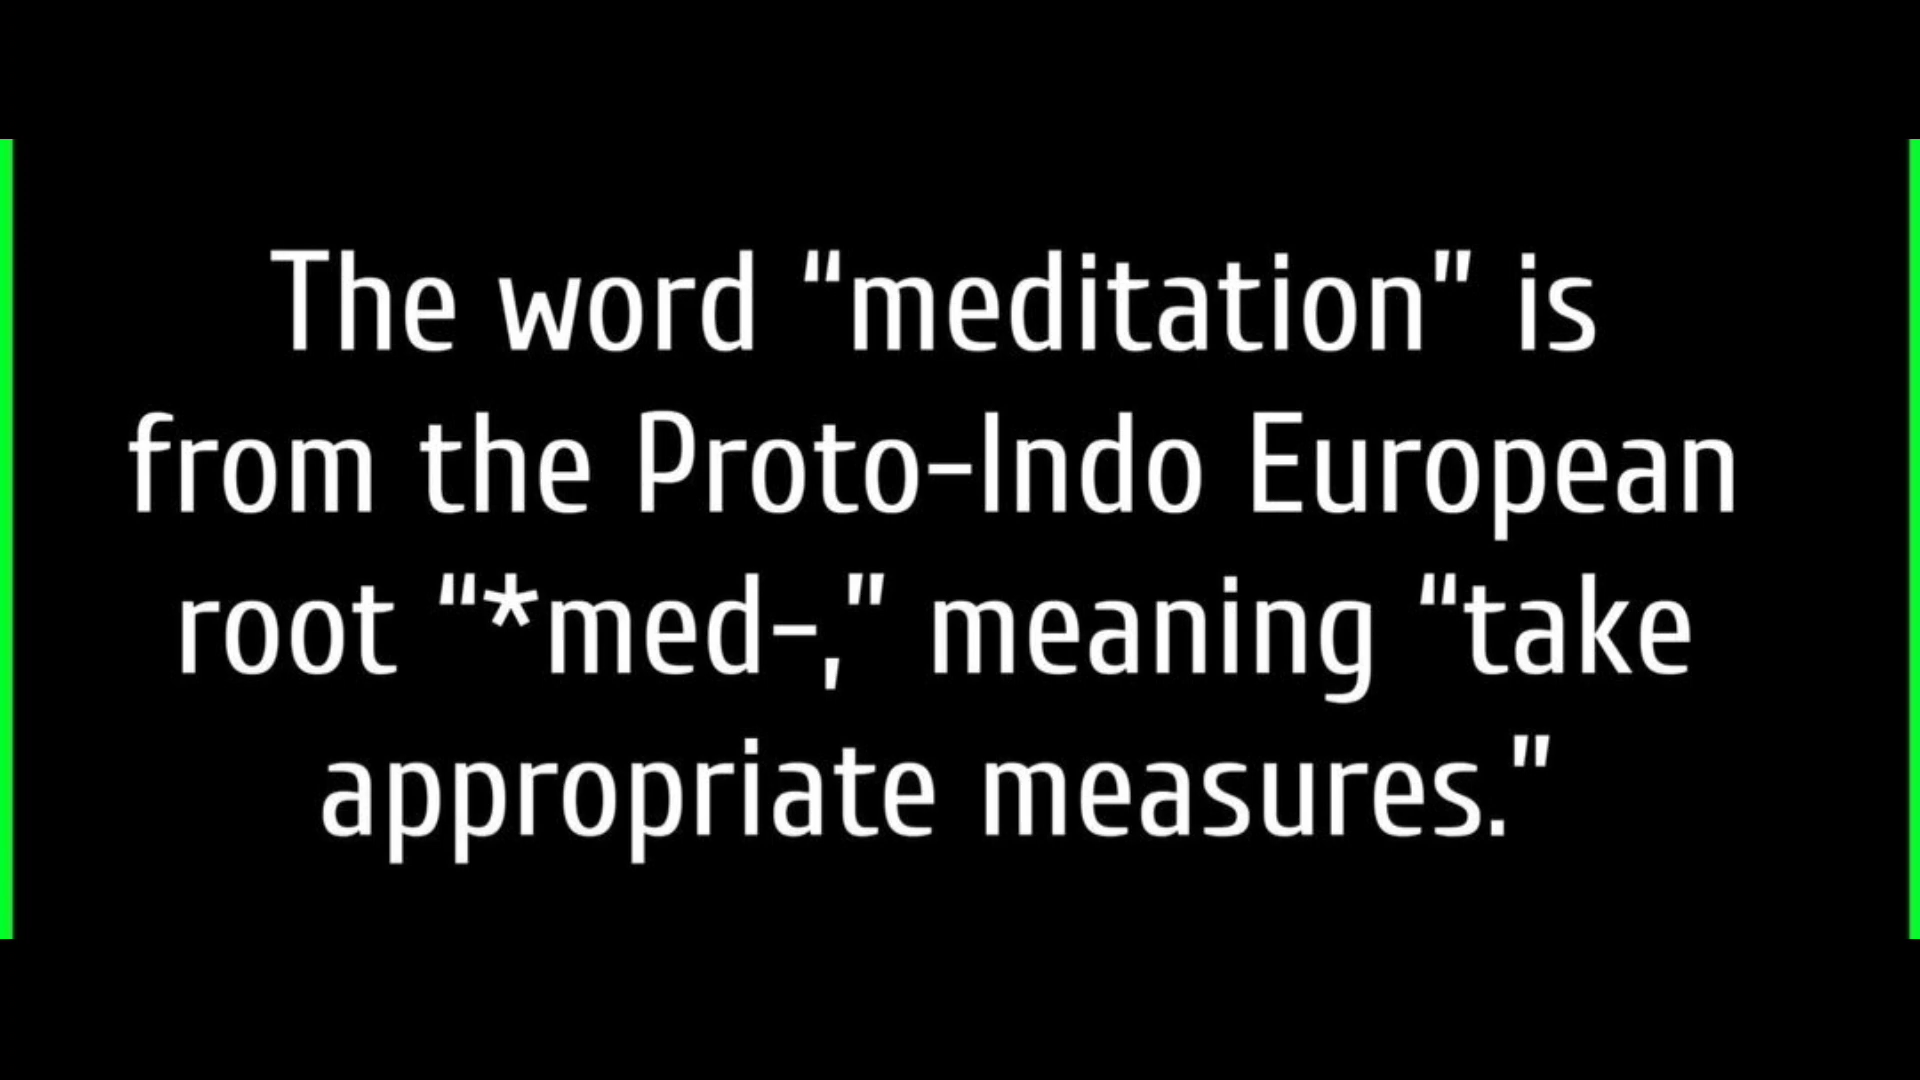 The word “meditation” is
from the Proto-Indo European
root “*med-,” meaning “take
appropriate measures.”